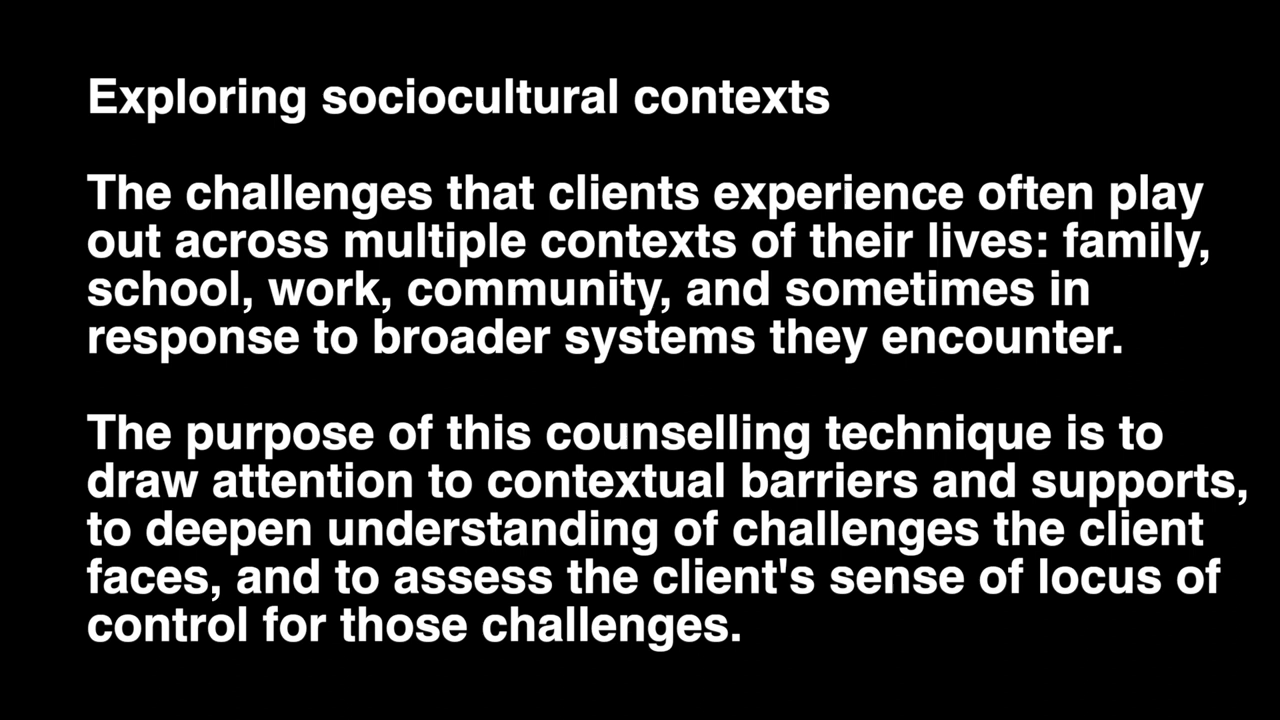 Exploring sociocultural contexts
The challenges that clients experience often play
out across multiple contexts of their lives: family,
school, work, community, and sometimes in
response to broader systems they encounter.
The purpose of this counselling technique is to
draw attention to contextual barriers and supports,
to deepen understanding of challenges the client
faces, and to assess the client's sense of locus of
control for those challenges.